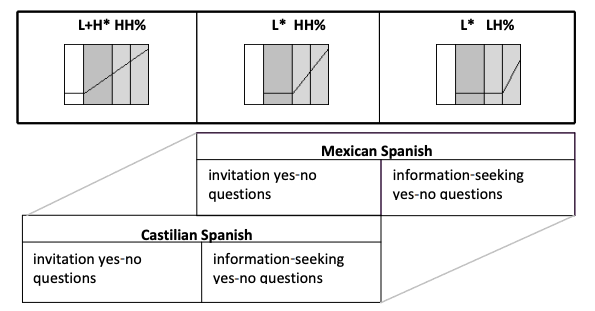 L+H* HH%
L* HH%
L* LH%
Mexican Spanish
invitation yes-no
questions
information-seeking
yes-no questions
Castilian Spanish
invitation yes-no
questions
information-seeking
yes-no questions